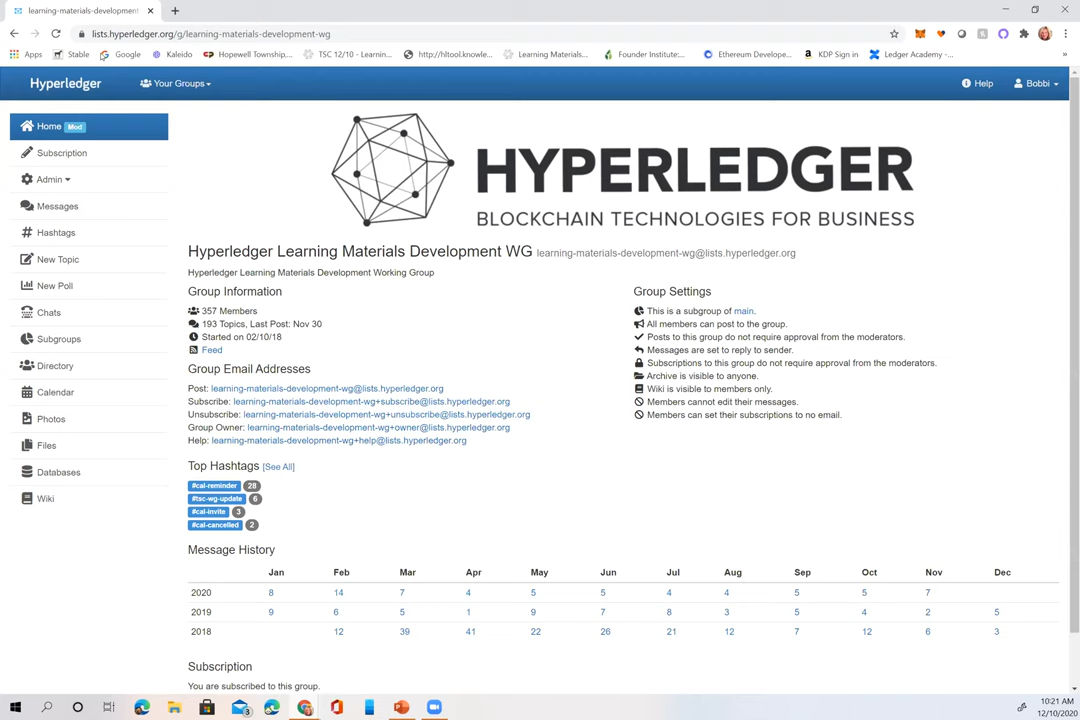 learning-materials-development
lists.hyperledger.org/g/learning-materials-development-wg
Apps Stable Google Kaleido Hopewell Township,... TSC 12/10 - Learnin... http://hltool.knowle... Learning Materials... Founder Institute:... Ethereum Develope... KDP Sign in Ledger Academy -...
Hyperledger Your Groups Help Bobbi
Home Mod
Subscription
Admin
Messages
Hashtags
New Topic
New Poll
Chats
Subgroups
Directory
Calendar
Photos
Files
Databases
Wiki
HYPERLEDGER
BLOCKCHAIN TECHNOLOGIES FOR BUSINESS
Hyperledger Learning Materials Development WG learning-materials-development-wg@lists.hyperledger.org
Hyperledger Learning Materials Development Working Group
Group Information
357 Members
193 Topics, Last Post: Nov 30
Started on 02/10/18
Feed
Group Email Addresses
Post: learning-materials-development-wg@lists.hyperledger.org
Subscribe: learning-materials-development-wg+subscribe@lists.hyperledger.org
Unsubscribe: learning-materials-development-wg+unsubscribe@lists.hyperledger.org
Group Owner: learning-materials-development-wg+owner@lists.hyperledger.org
Help: learning-materials-development-wg+help@lists.hyperledger.org
Group Settings
This is a subgroup of main.
All members can post to the group.
Posts to this group do not require approval from the moderators.
Messages are set to reply to sender.
Subscriptions to this group do not require approval from the moderators.
Archive is visible to anyone.
Wiki is visible to members only.
Members cannot edit their messages.
Members can set their subscriptions to no email.
Top Hashtags [See All]
#cal-reminder 28
#tsc-wg-update 6
#cal-invite 3
#cal-cancelled 2
Message History
Jan Feb Mar Apr May Jun Jul Aug Sep Oct Nov Dec
2020 8 14 7 4 5 5 4 4 5 5 7
2019 9 6 5 1 9 7 8 3 5 4 2 5
2018 12 39 41 22 26 21 12 7 12 6 3
Subscription
You are subscribed to this group.
3
10:21 AM
12/10/2020